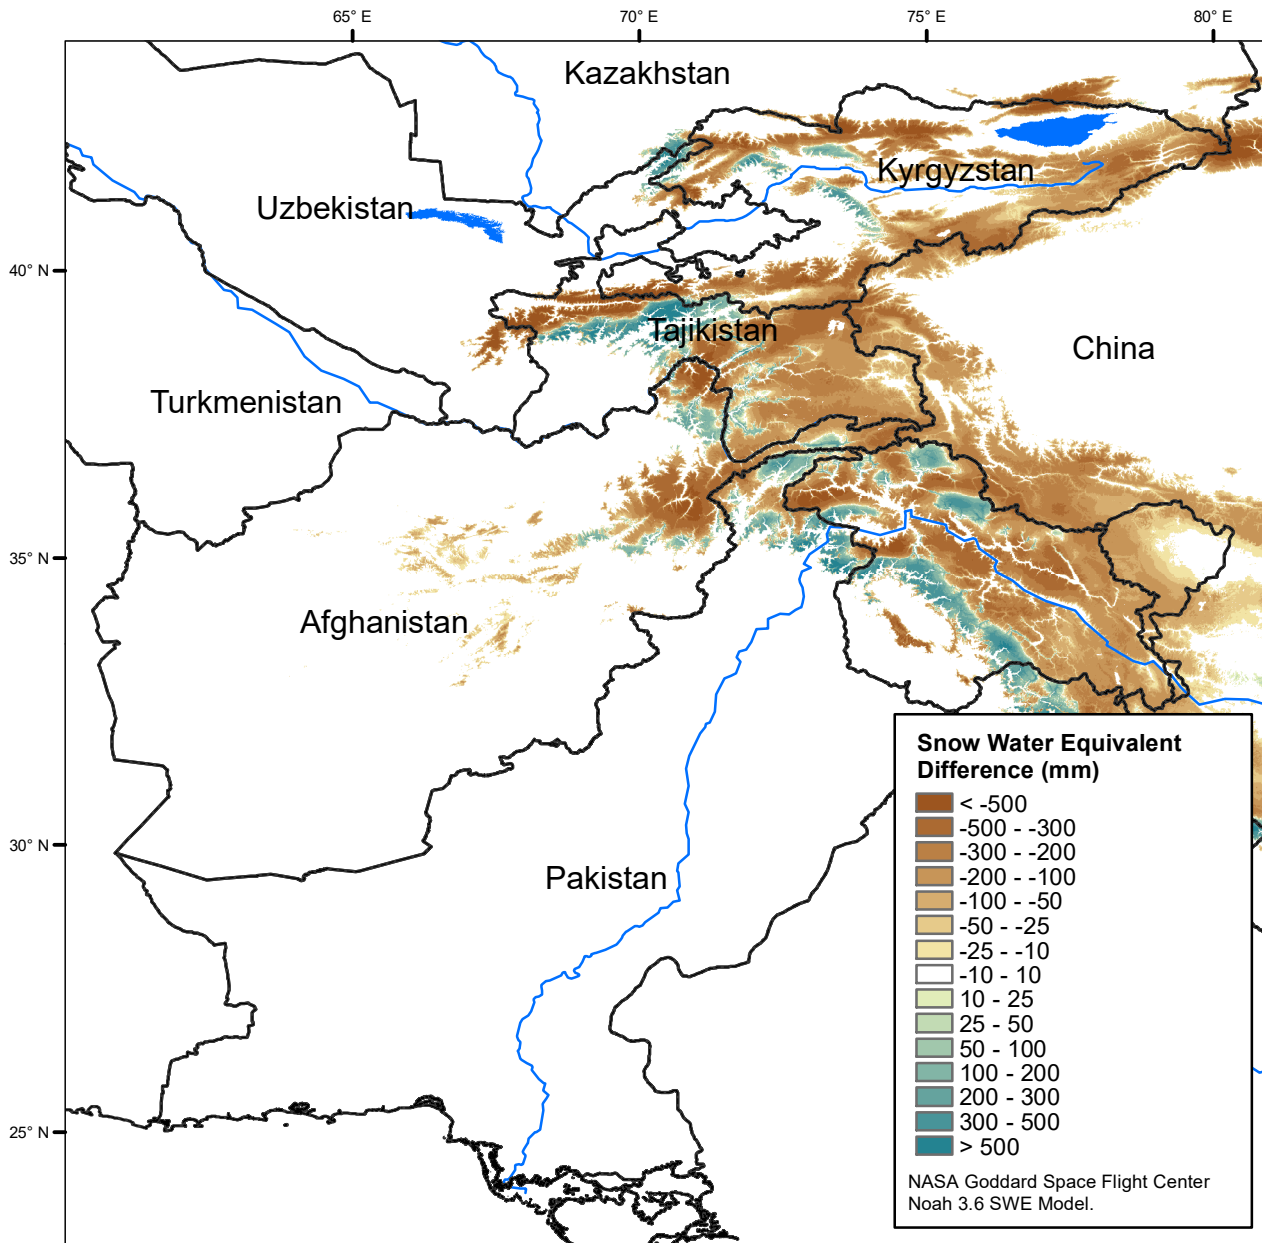 65° E
70° E
75° E
80° E
Kazakhstan
Kyrgyzstan
Uzbekistan
40° N
Tajikistan
China
Turkmenistan
35° N
Afghanistan
30° N
Pakistan
25° N
Snow Water Equivalent
Difference (mm)
< -500
-500 - -300
-300 - -200
-200 - -100
-100 - -50
-50 - -25
-25 - -10
-10 - 10
10 - 25
25 - 50
50 - 100
100 - 200
200 - 300
300 - 500
> 500
NASA Goddard Space Flight Center
Noah 3.6 SWE Model.